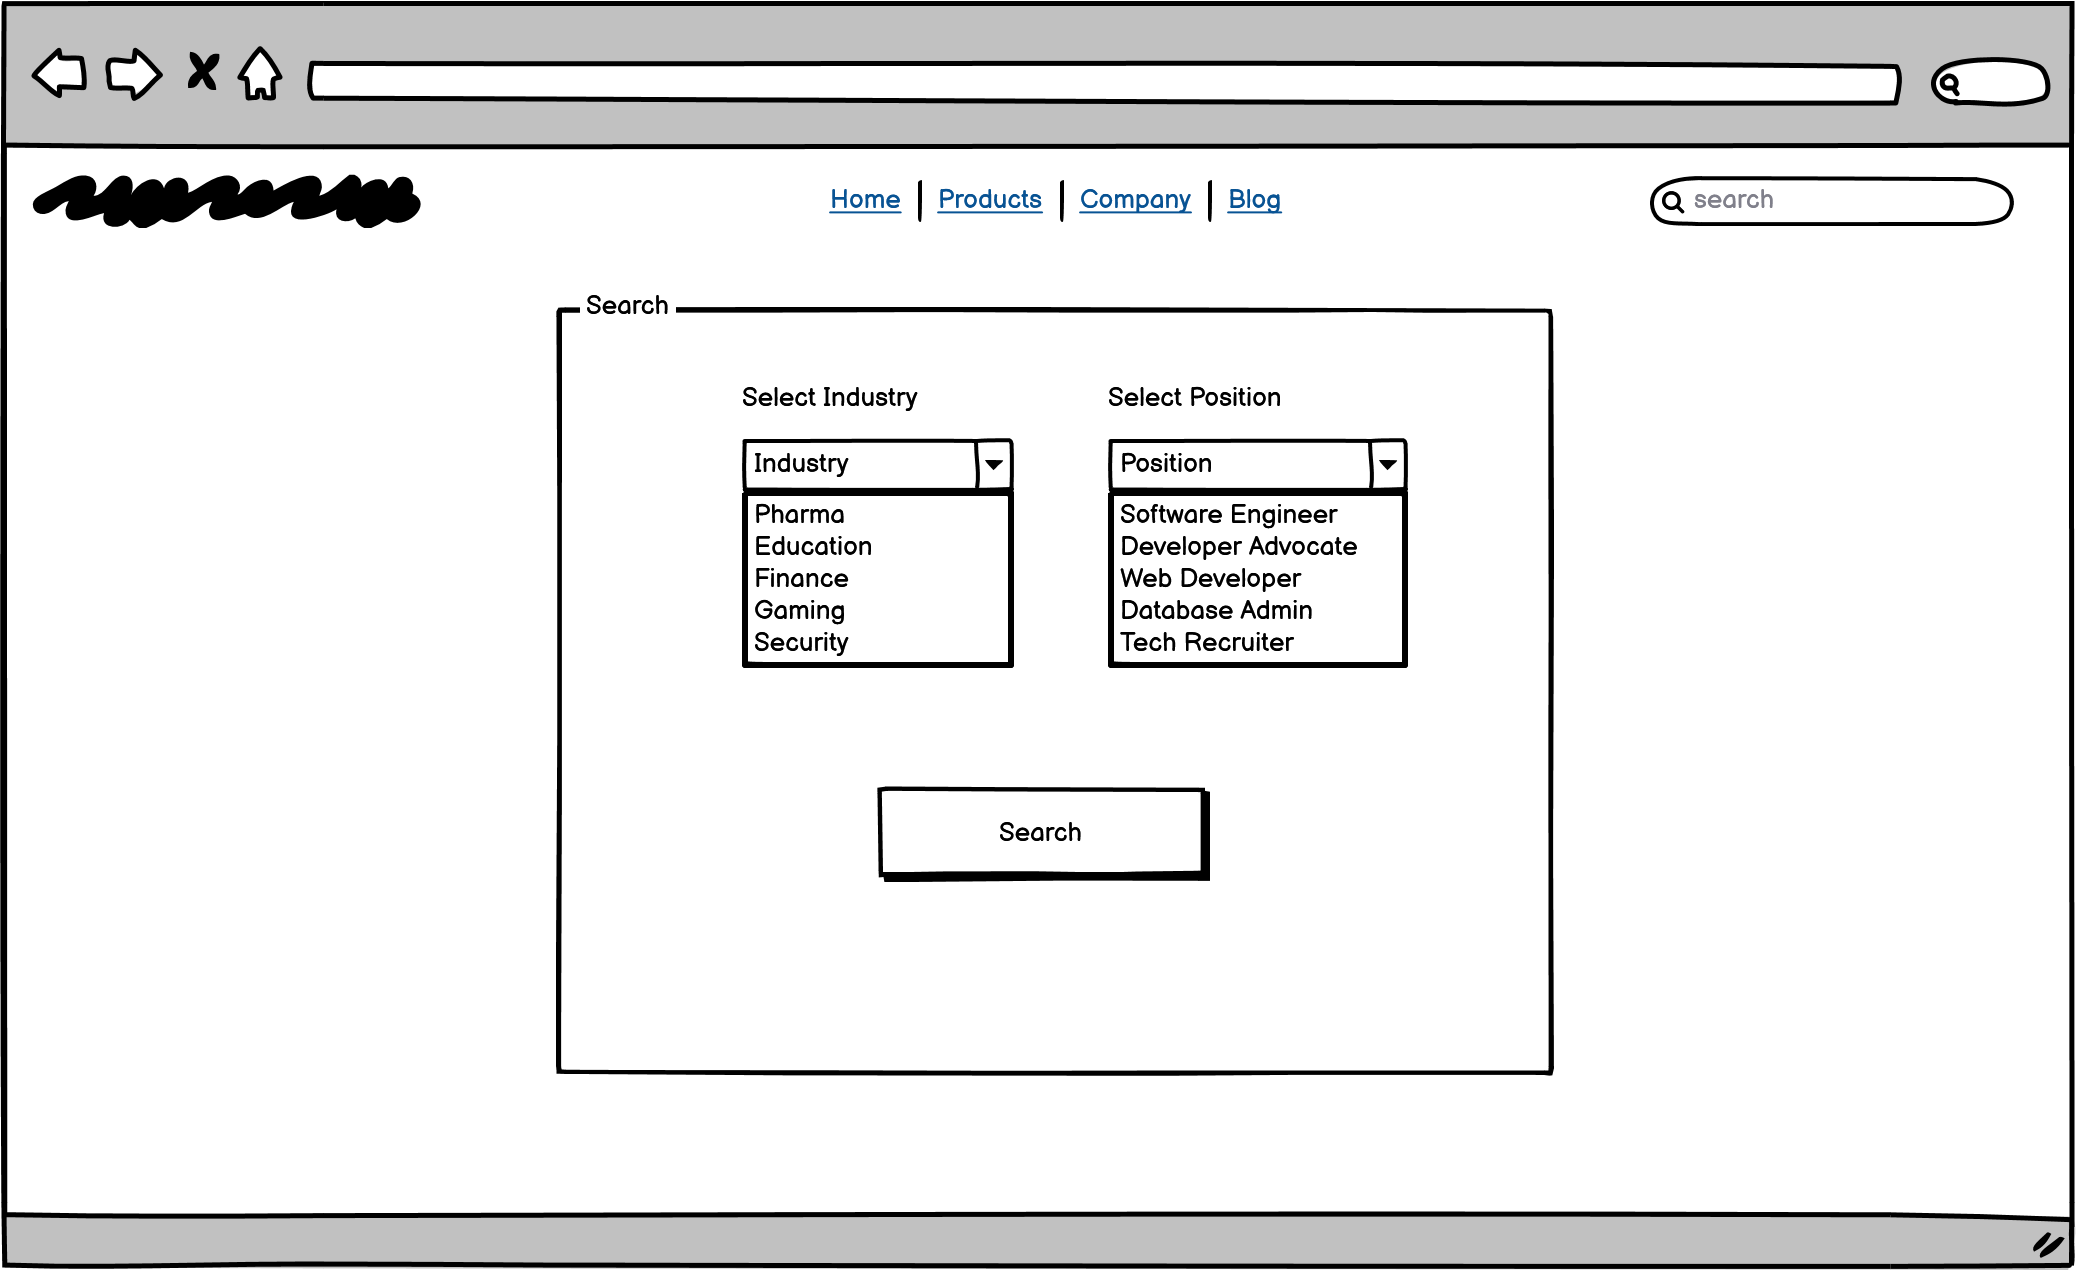 Home Products Company Blog
search
Search
Select Industry
Select Position
Industry
Pharma
Education
Finance
Gaming
Security
Position
Software Engineer
Developer Advocate
Web Developer
Database Admin
Tech Recruiter
Search